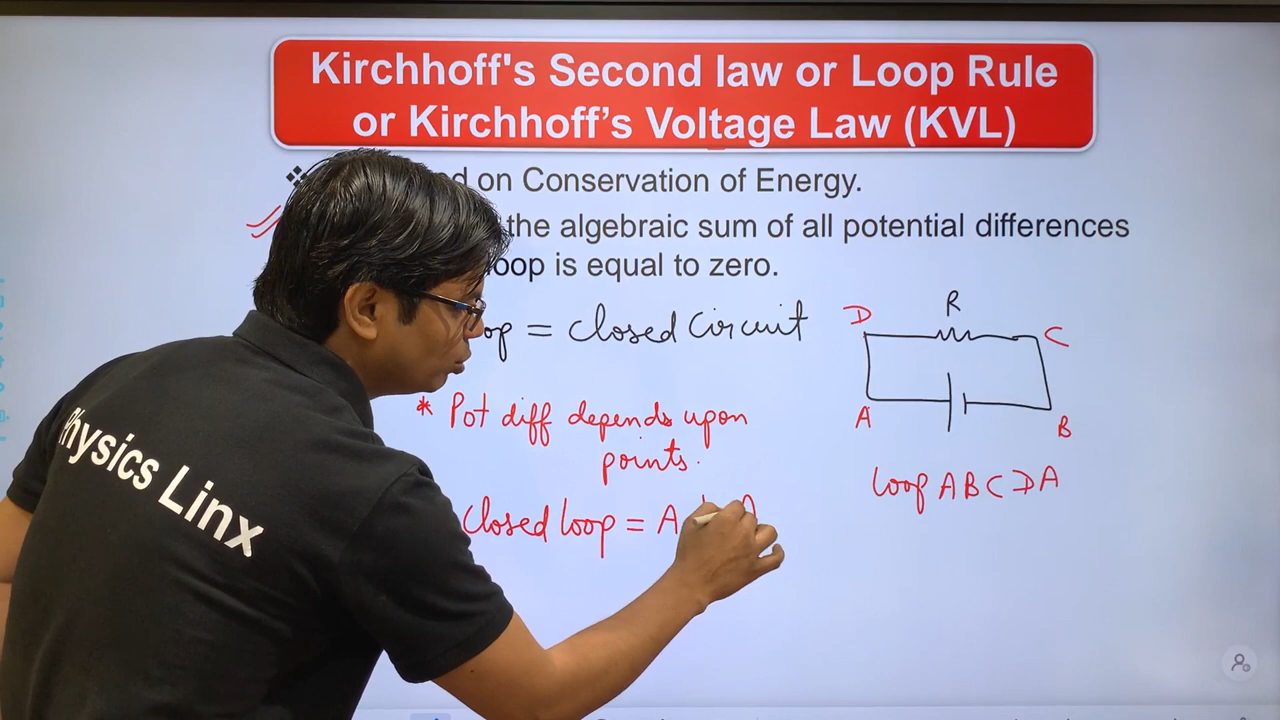 Kirchhoff's Second law or Loop Rule
or Kirchhoff’s Voltage Law (KVL)
on Conservation of Energy.
the algebraic sum of all potential differences
loop is equal to zero.
= closed Circuit
* Pot diff depends upon
points.
closed loop = A A
D R C
A B
loop ABCDA
Physics Linx